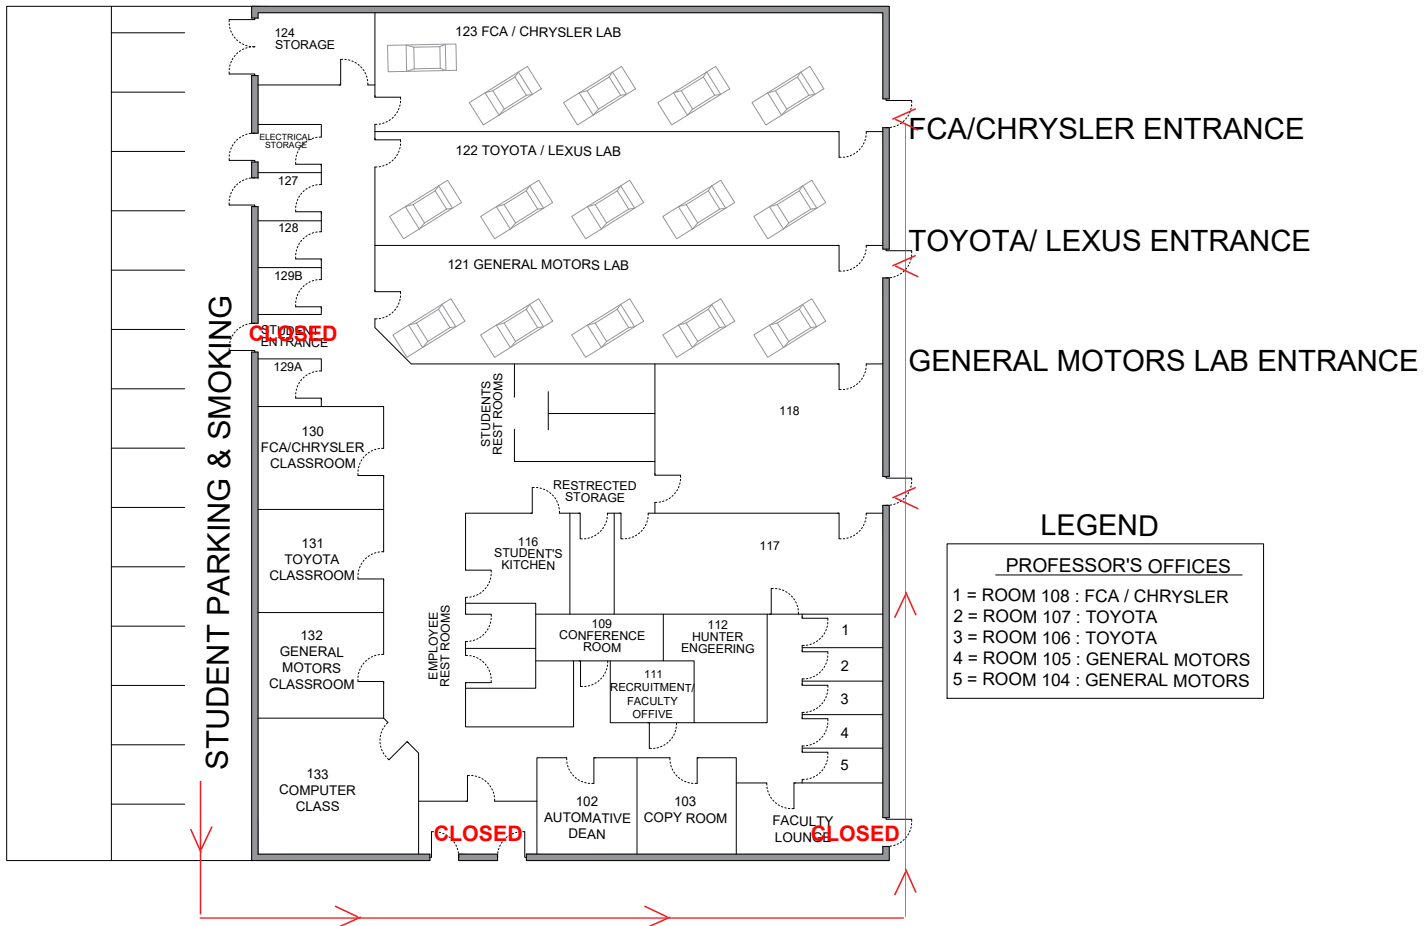 124
STORAGE
123 FCA / CHRYSLER LAB
FCA/CHRYSLER ENTRANCE
ELECTRICAL
STORAGE
122 TOYOTA / LEXUS LAB
127
128
TOYOTA/ LEXUS ENTRANCE
129B
121 GENERAL MOTORS LAB
STUDENT
ENTRANCE
CLOSED
129A
GENERAL MOTORS LAB ENTRANCE
STUDENT PARKING & SMOKING
STUDENTS
REST ROOMS
118
130
FCA/CHRYSLER
CLASSROOM
RESTRECTED
STORAGE
131
TOYOTA
CLASSROOM
116
STUDENT'S
KITCHEN
117
LEGEND
PROFESSOR'S OFFICES
1 = ROOM 108 : FCA / CHRYSLER
2 = ROOM 107 : TOYOTA
3 = ROOM 106 : TOYOTA
4 = ROOM 105 : GENERAL MOTORS
5 = ROOM 104 : GENERAL MOTORS
132
GENERAL
MOTORS
CLASSROOM
EMPLOYEE
REST ROOMS
109
CONFERENCE
ROOM
112
HUNTER
ENGEERING
111
RECRUITMENT/
FACULTY
OFFIVE
1
2
3
4
5
133
COMPUTER
CLASS
CLOSED
102
AUTOMATIVE
DEAN
103
COPY ROOM
FACULTY
LOUNGE
CLOSED